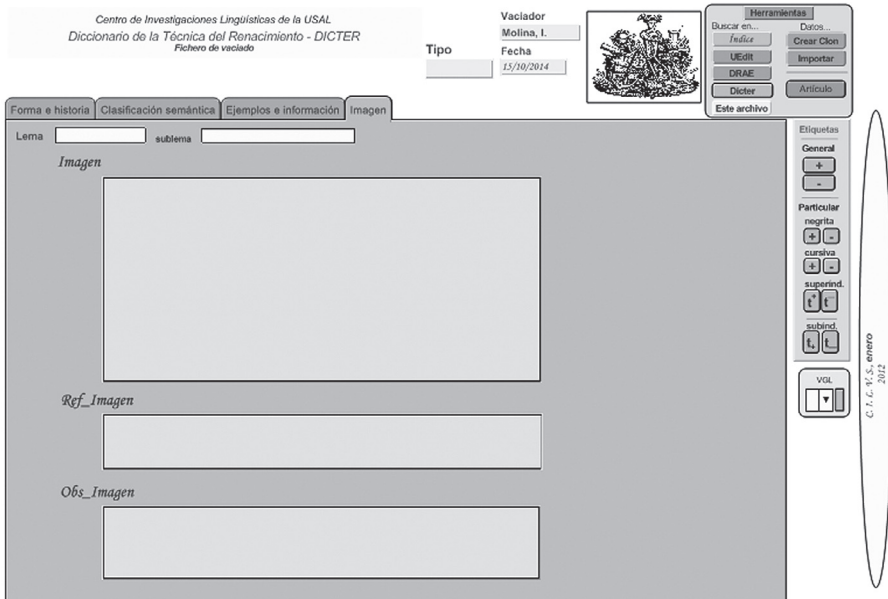 Centro de Investigaciones Lingüísticas de la USAL
Diccionario de la Técnica del Renacimiento - DICTER
Fichero de vaciado
Tipo
Vaciador
Molina, I.
Fecha
15/10/2014
Herramientas
Buscar en...
Datos...
Índice
Crear Clon
UEdit
Importar
DRAE
Dicter
Artículo
Este archivo
Forma e historia
Clasificación semántica
Ejemplos e información
Imagen
Lema
sublema
Imagen
Ref_Imagen
Obs_Imagen
Etiquetas
General
+
-
Particular
negrita
+ -
cursiva
+ -
superínd.
t+ t-
subínd.
t+ t-
VGL
C. I. L. V. S., enero
2012